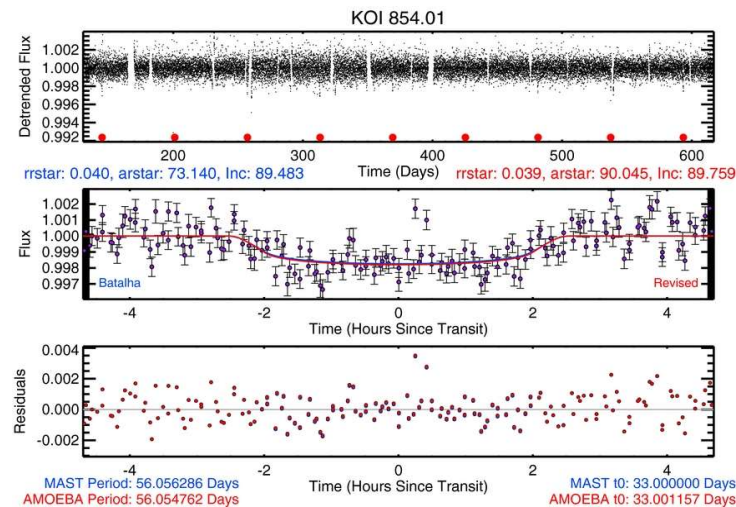 KOI 854.01
Detrended Flux
1.002
1.000
0.998
0.996
0.994
0.992
200 300 400 500 600
Time (Days)
rrstar: 0.040, arstar: 73.140, Inc: 89.483
rrstar: 0.039, arstar: 90.045, Inc: 89.759
Flux
1.002
1.001
1.000
0.999
0.998
0.997
Batalha
Revised
-4 -2 0 2 4
Time (Hours Since Transit)
Residuals
0.004
0.002
0.000
-0.002
-4 -2 0 2 4
Time (Hours Since Transit)
MAST Period: 56.056286 Days
AMOEBA Period: 56.054762 Days
MAST t0: 33.000000 Days
AMOEBA t0: 33.001157 Days